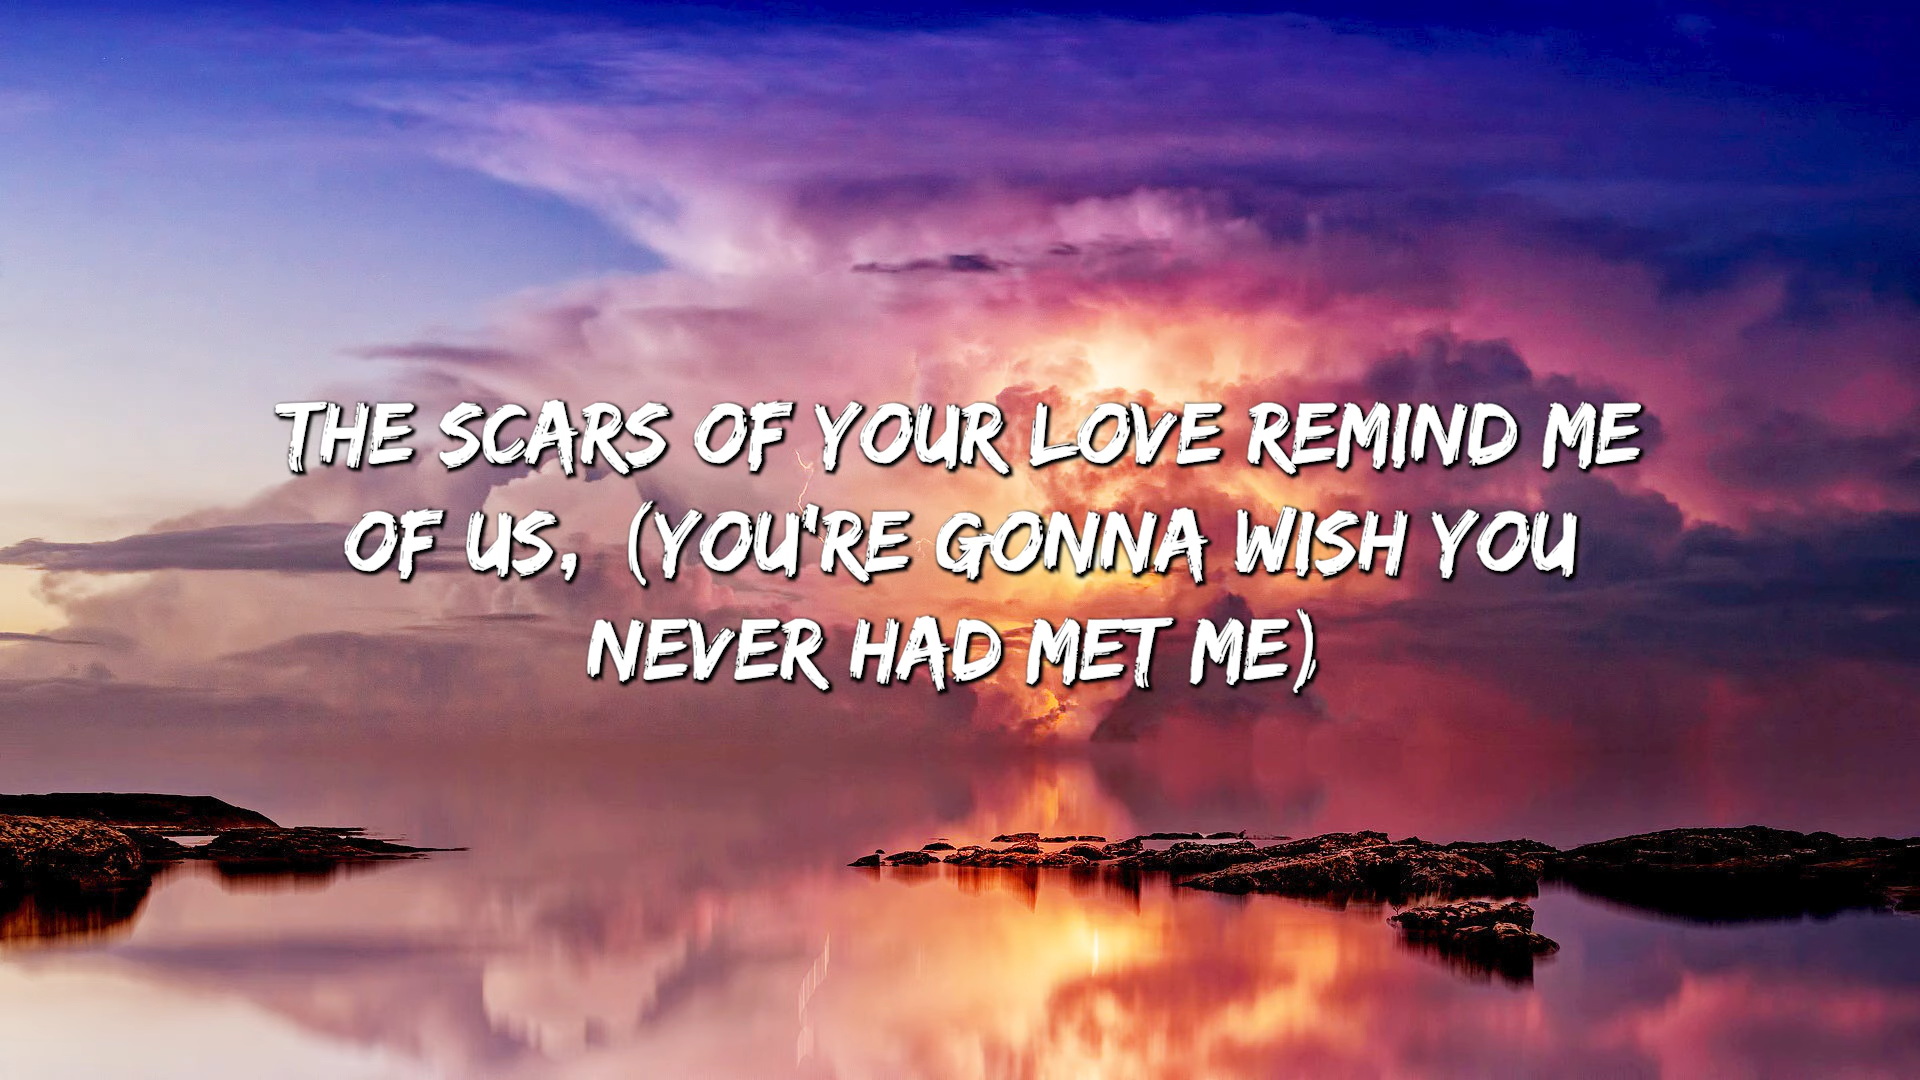 THE SCARS OF YOUR LOVE REMIND ME
OF US, (YOU'RE GONNA WISH YOU
NEVER HAD MET ME)